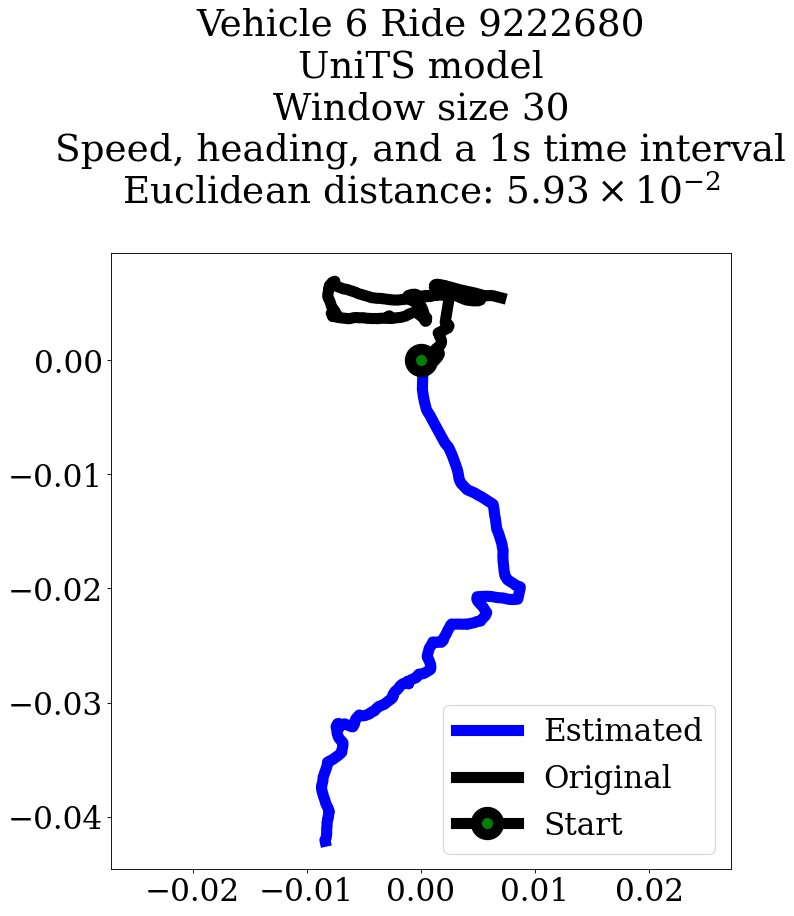 Vehicle 6 Ride 9222680
UniTS model
Window size 30
Speed, heading, and a 1s time interval
Euclidean distance: 5.93 × 10⁻²
0.00
−0.01
−0.02
−0.03
−0.04
Estimated
Original
Start
−0.02 −0.01 0.00 0.01 0.02